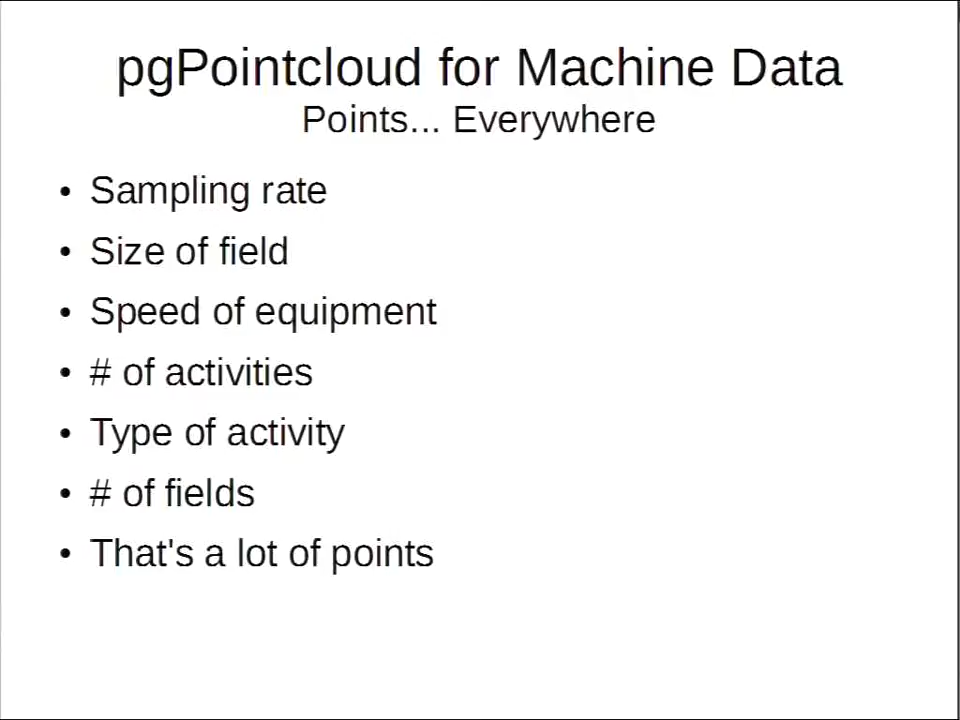 pgPointcloud for Machine Data
Points... Everywhere
• Sampling rate
• Size of field
• Speed of equipment
• # of activities
• Type of activity
• # of fields
• That's a lot of points